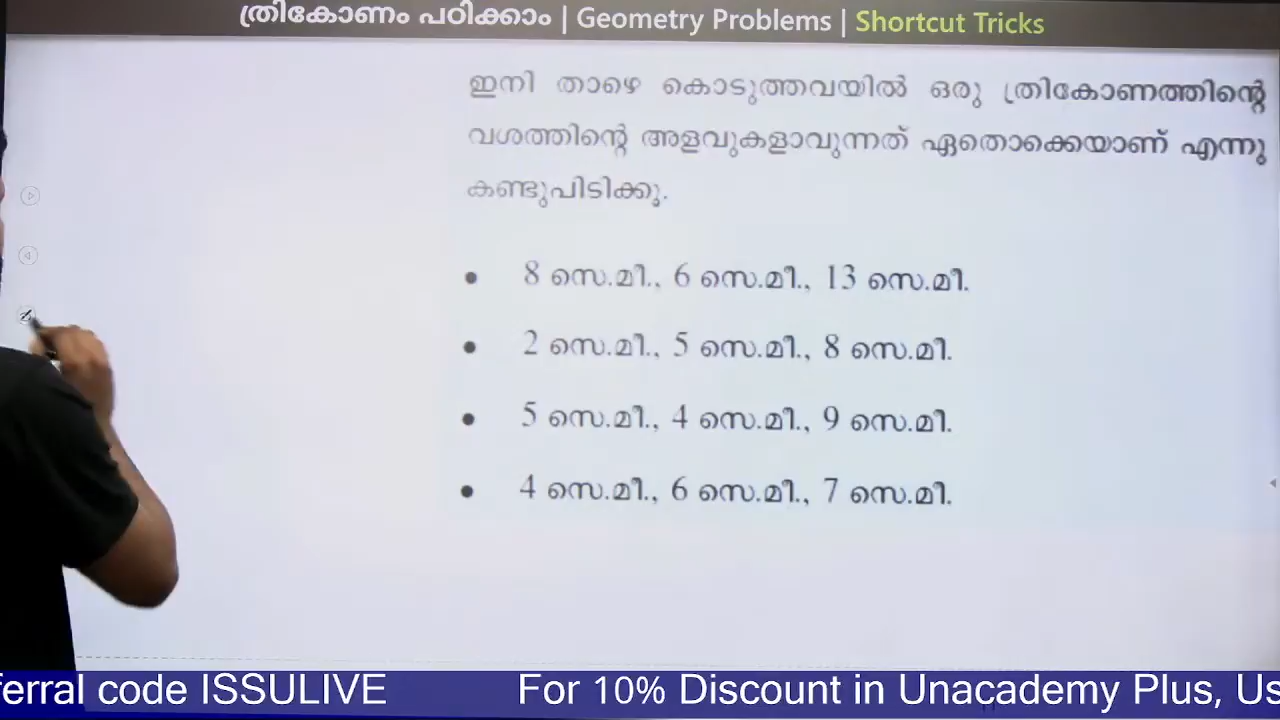 ത്രികോണം പഠിക്കാം | Geometry Problems | Shortcut Tricks
ഇനി താഴെ കൊടുത്തവയിൽ ഒരു ത്രികോണത്തിന്റെ
വശത്തിന്റെ അളവുകളാവുന്നത് ഏതൊക്കെയാണ് എന്നു
കണ്ടുപിടിക്കൂ.
• 8 സെ.മീ., 6 സെ.മീ., 13 സെ.മീ.
• 2 സെ.മീ., 5 സെ.മീ., 8 സെ.മീ.
• 5 സെ.മീ., 4 സെ.മീ., 9 സെ.മീ.
• 4 സെ.മീ., 6 സെ.മീ., 7 സെ.മീ.
ferral code ISSULIVE For 10% Discount in Unacademy Plus, Us